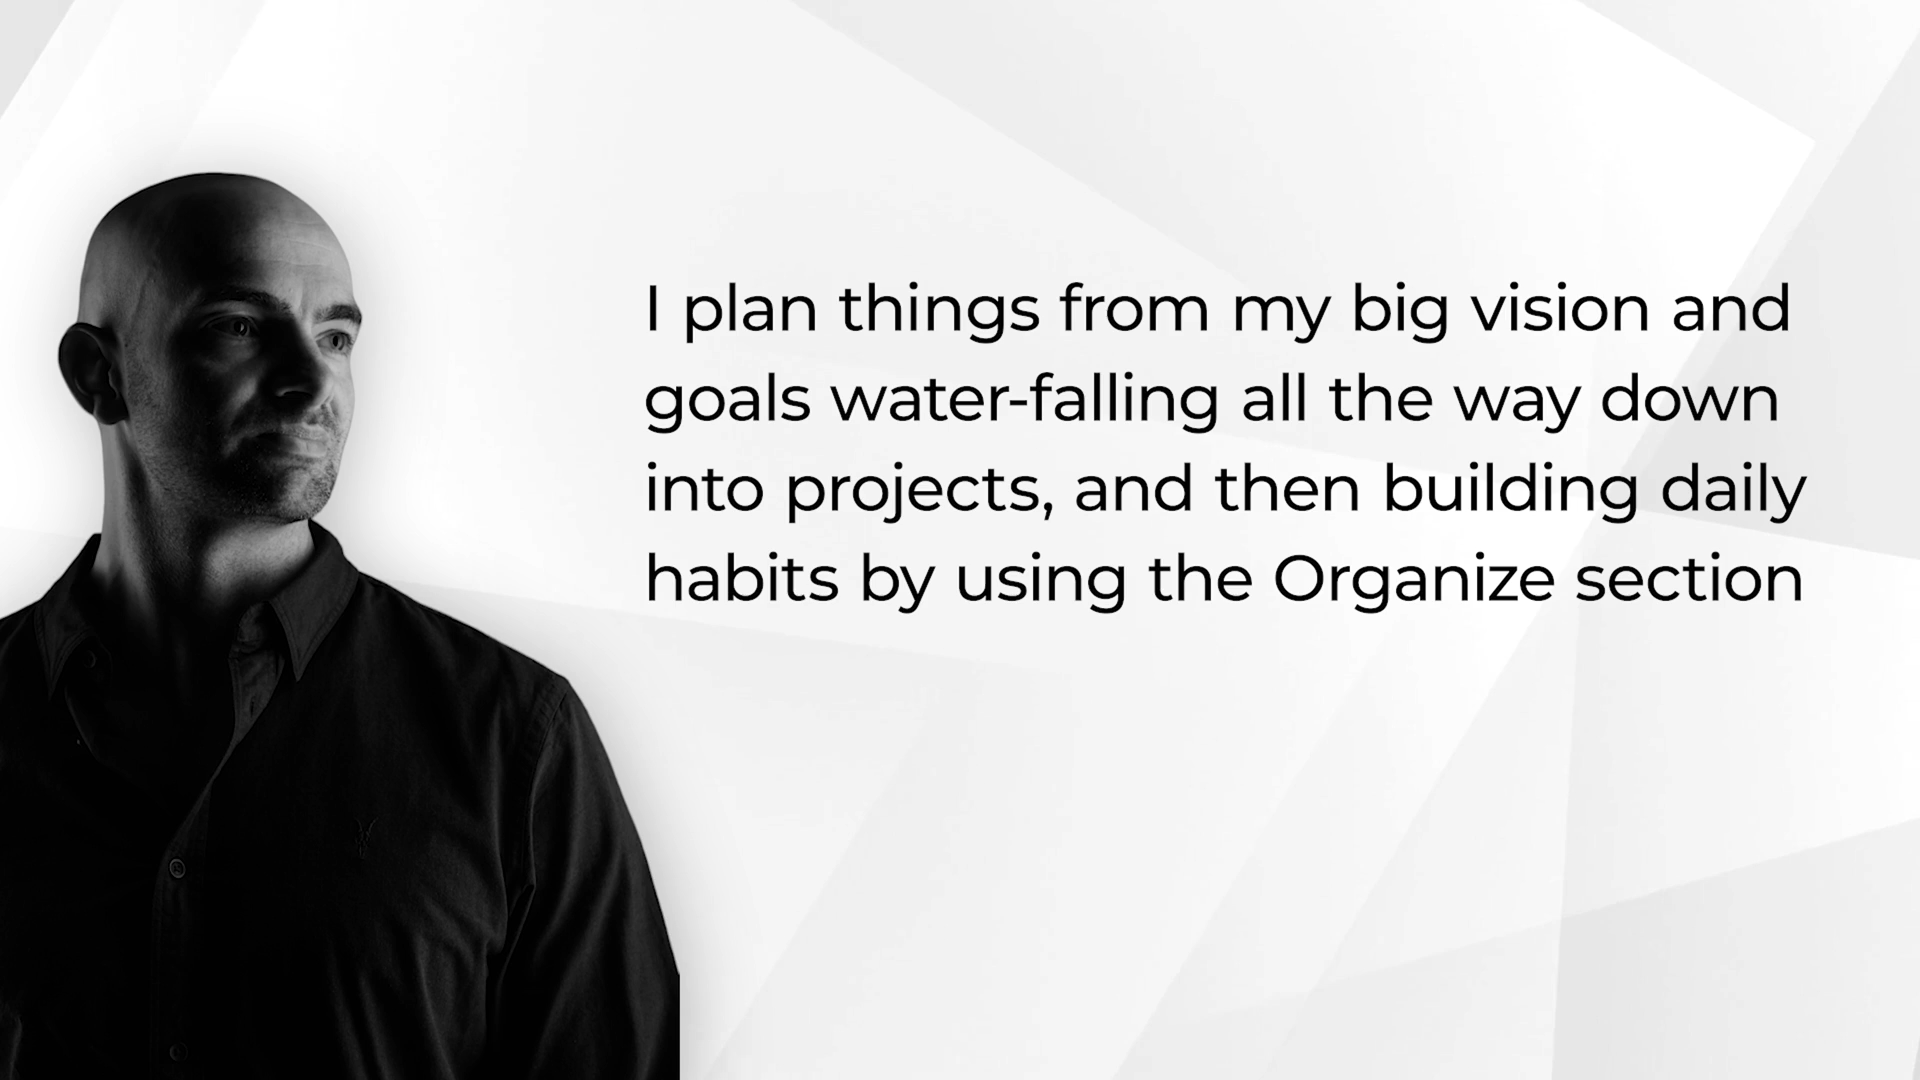 I plan things from my big vision and
goals water-falling all the way down
into projects, and then building daily
habits by using the Organize section